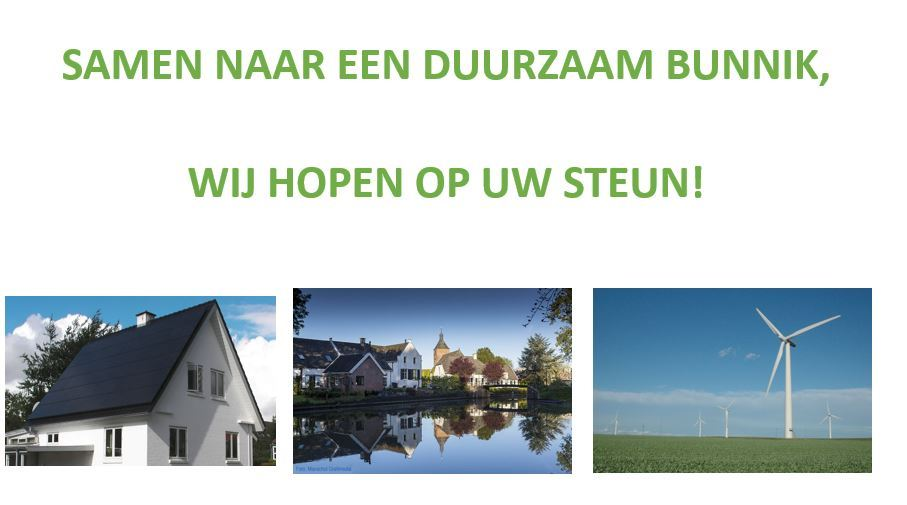 SAMEN NAAR EEN DUURZAAM BUNNIK,
WIJ HOPEN OP UW STEUN!